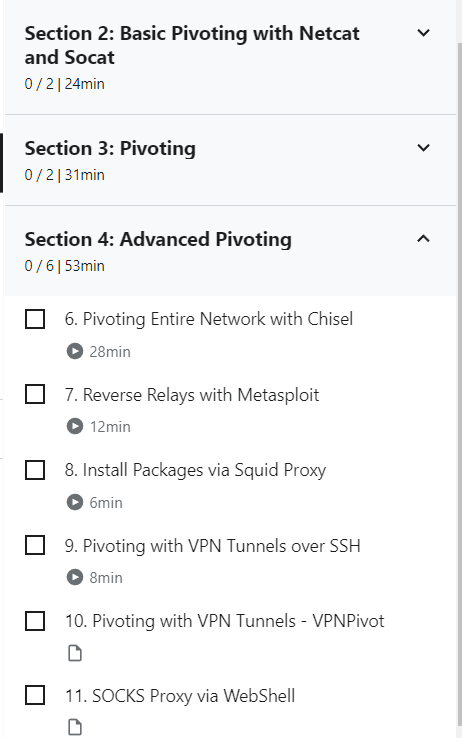 Section 2: Basic Pivoting with Netcat
and Socat
0 / 2 | 24min
Section 3: Pivoting
0 / 2 | 31min
Section 4: Advanced Pivoting
0 / 6 | 53min
6. Pivoting Entire Network with Chisel
28min
7. Reverse Relays with Metasploit
12min
8. Install Packages via Squid Proxy
6min
9. Pivoting with VPN Tunnels over SSH
8min
10. Pivoting with VPN Tunnels - VPNPivot
11. SOCKS Proxy via WebShell